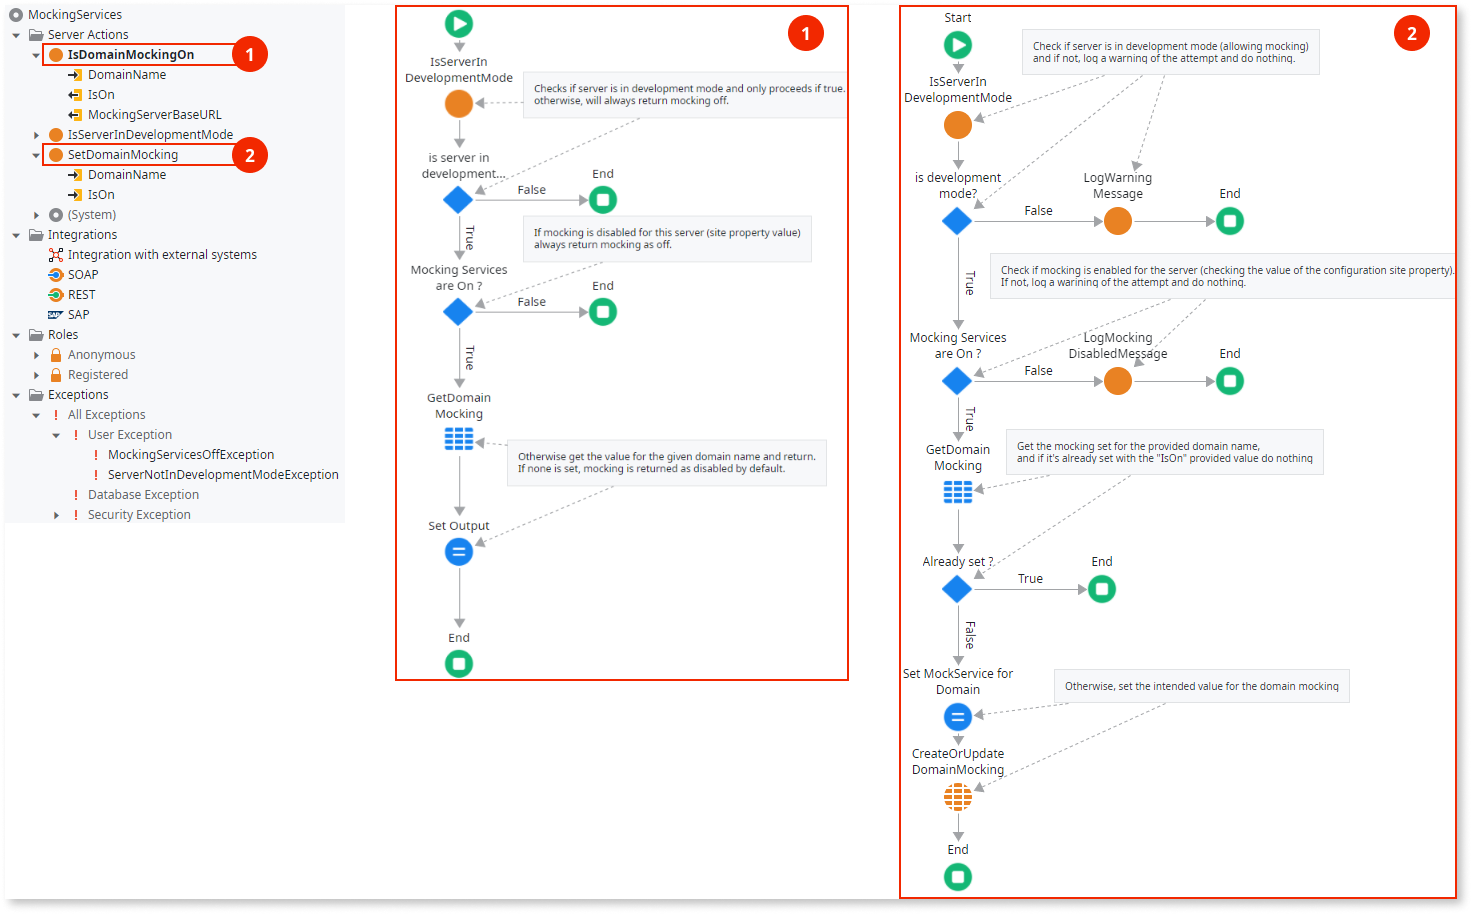 MockingServices
Server Actions
IsDomainMockingOn
1
DomainName
IsOn
MockingServerBaseURL
IsServerInDevelopmentMode
SetDomainMocking
2
DomainName
IsOn
(System)
Integrations
Integration with external systems
SOAP
REST
SAP
SAP
Roles
Anonymous
Registered
Exceptions
All Exceptions
User Exception
MockingServicesOffException
ServerNotInDevelopmentModeException
Database Exception
Security Exception
1
IsServerIn
DevelopmentMode
Checks if server is in development mode and only proceeds if true.
otherwise, will always return mocking off.
is server in
development...
False
End
True
If mocking is disabled for this server (site property value)
always return mocking as off.
Mocking Services
are On ?
False
End
True
GetDomain
Mocking
Otherwise get the value for the given domain name and return.
If none is set, mocking is returned as disabled by default.
Set Output
End
2
Start
Check if server is in development mode (allowing mocking)
and if not, log a warning of the attempt and do nothing.
IsServerIn
DevelopmentMode
is development
mode?
False
LogWarning
Message
End
True
Check if mocking is enabled for the server (checking the value of the configuration site property).
If not, log a warining of the attempt and do nothing.
Mocking Services
are On ?
False
LogMocking
DisabledMessage
End
True
Get the mocking set for the provided domain name,
and if it's already set with the "IsOn" provided value do nothing
GetDomain
Mocking
Already set ?
True
End
False
Set MockService for
Domain
Otherwise, set the intended value for the domain mocking
CreateOrUpdate
DomainMocking
End